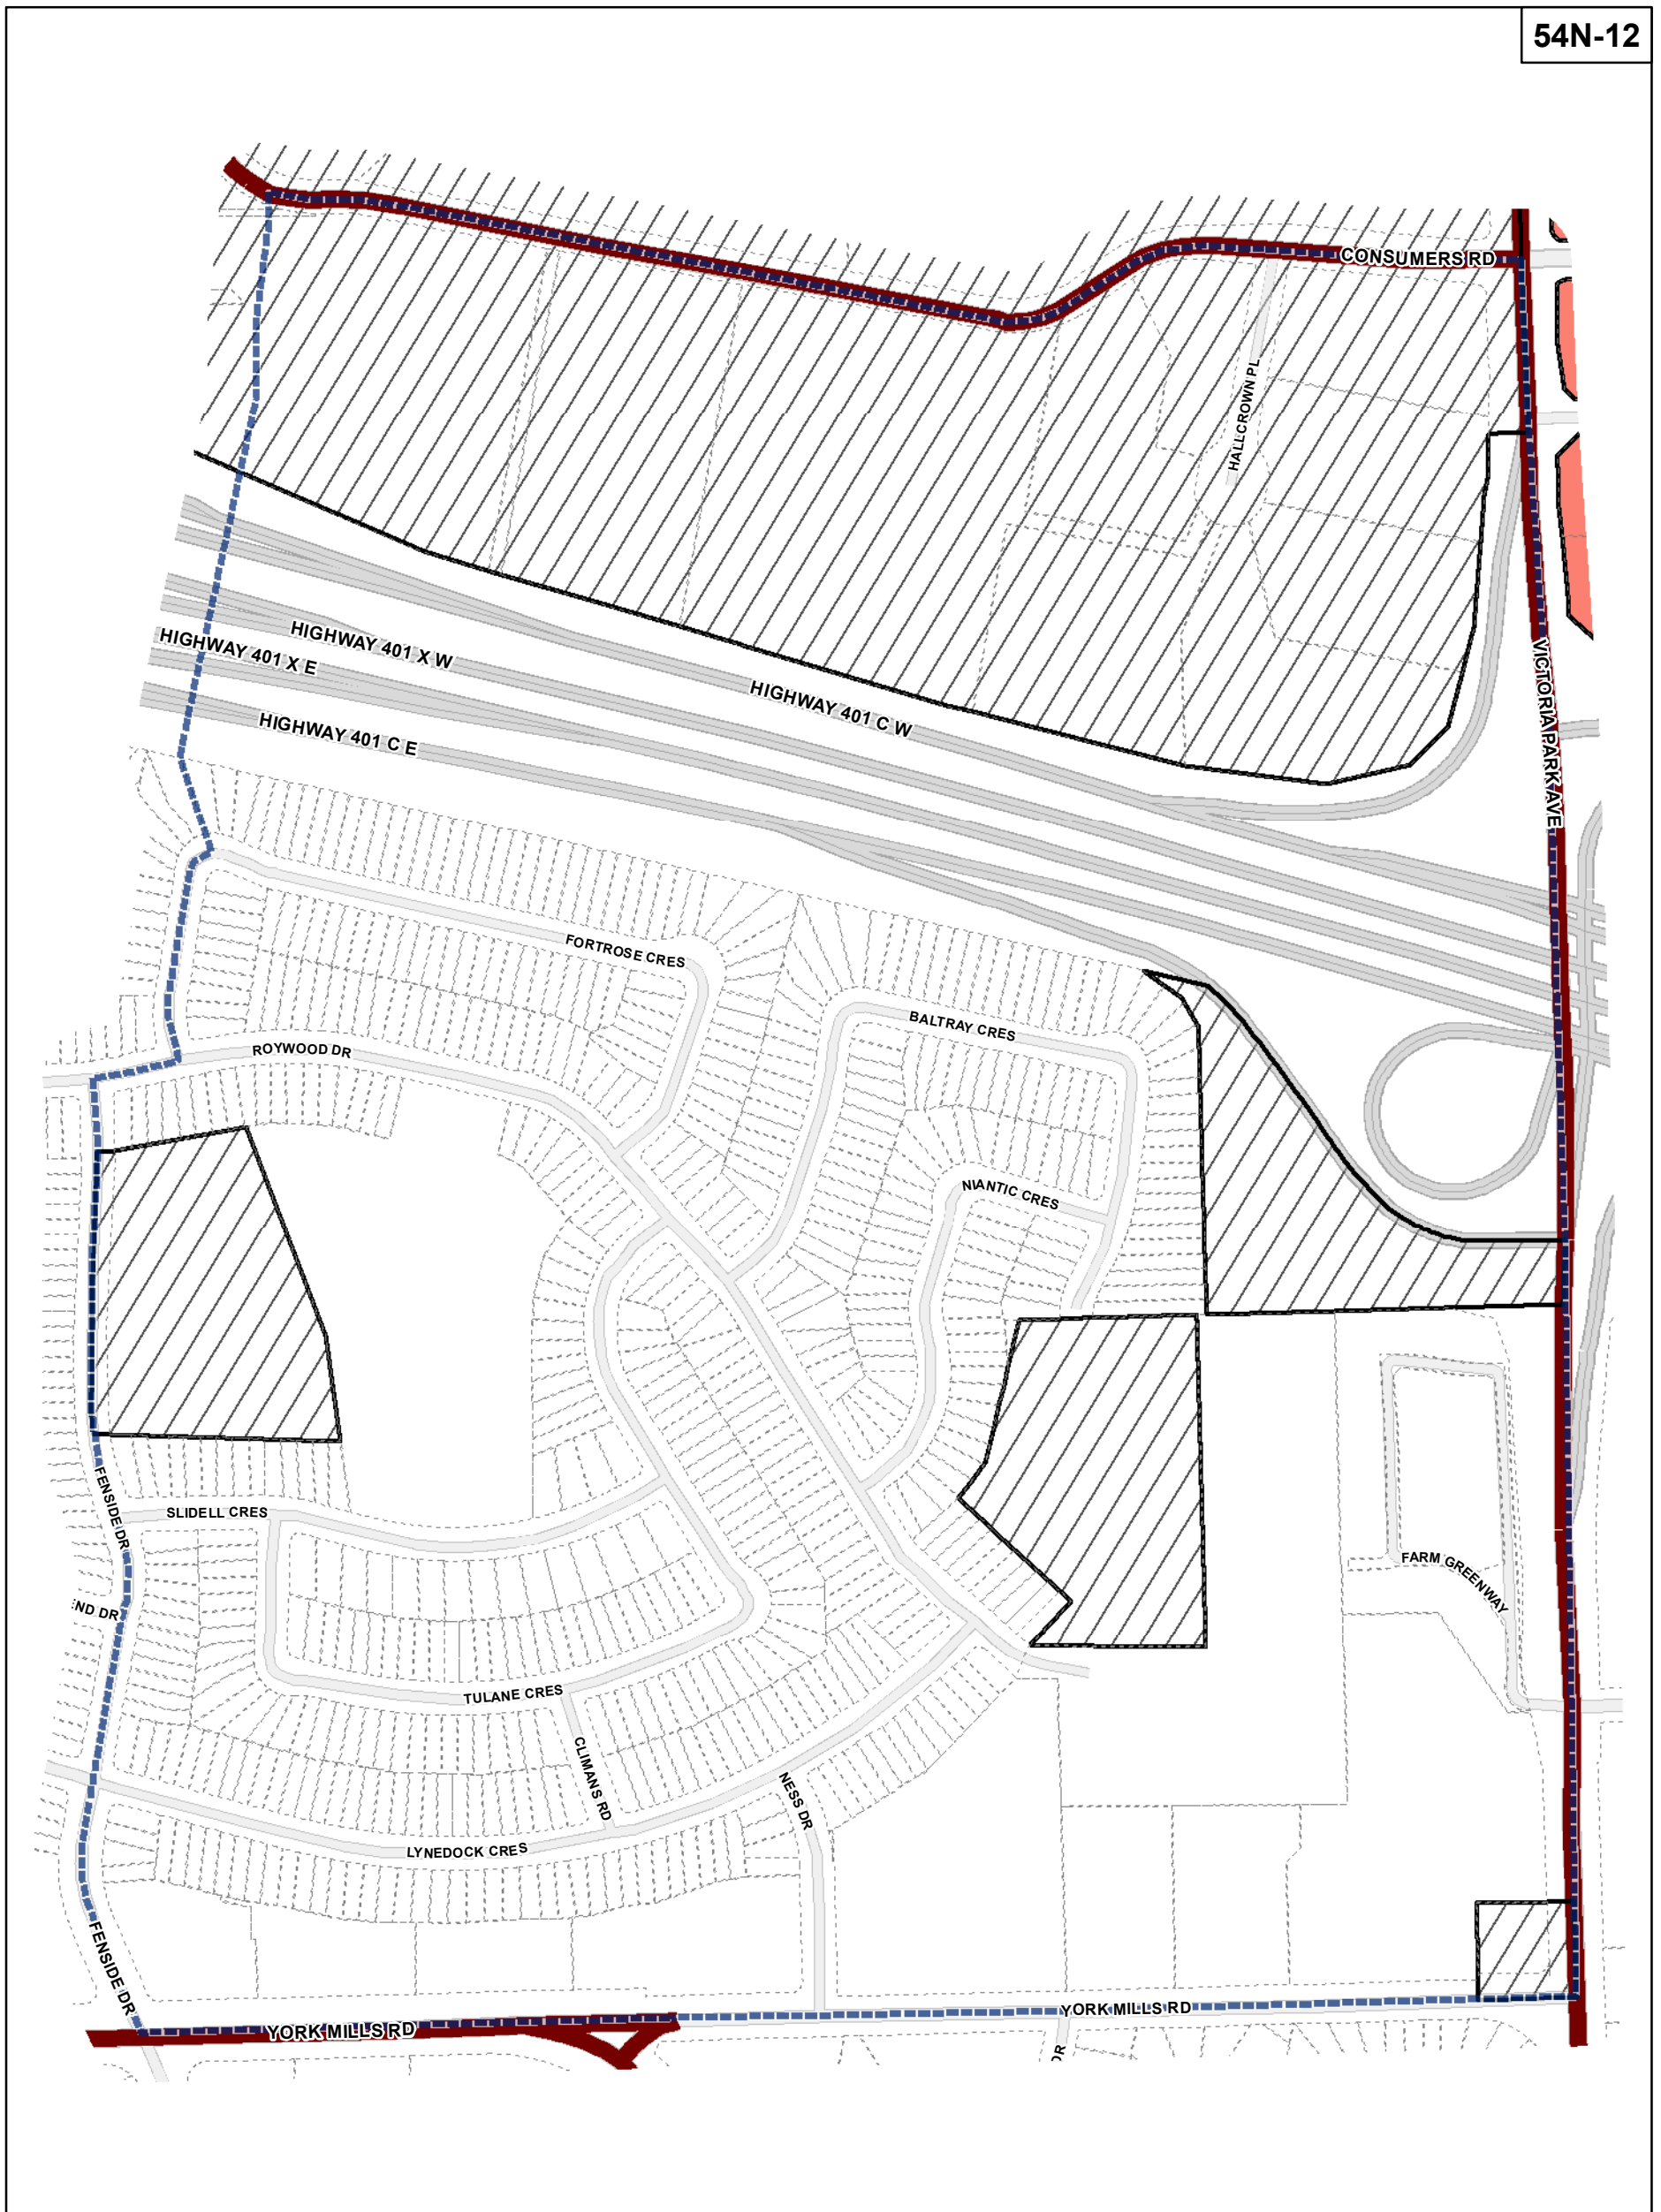 54N-12
CONSUMERS RD
HALLCROWN PL
HIGHWAY 401 X W
HIGHWAY 401 X E
HIGHWAY 401 C W
HIGHWAY 401 C E
VICTORIA PARK AVE
FORTROSE CRES
BALTRAY CRES
ROYWOOD DR
NIANTIC CRES
FENSIDE DR
SLIDELL CRES
FARM GREENWAY
END DR
TULANE CRES
CLIMANS RD
NESS DR
LYNEDOCK CRES
FENSIDE DR
YORK MILLS RD
YORK MILLS RD
DR